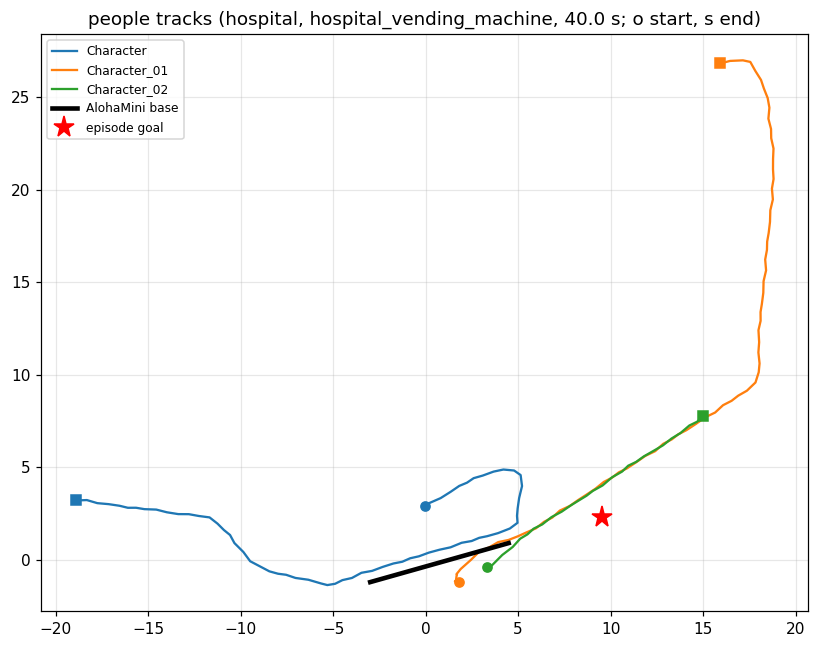 people tracks (hospital, hospital_vending_machine, 40.0 s; o start, s end)
Character
Character_01
Character_02
AlohaMini base
episode goal
25
20
15
10
5
0
−20 −15 −10 −5 0 5 10 15 20